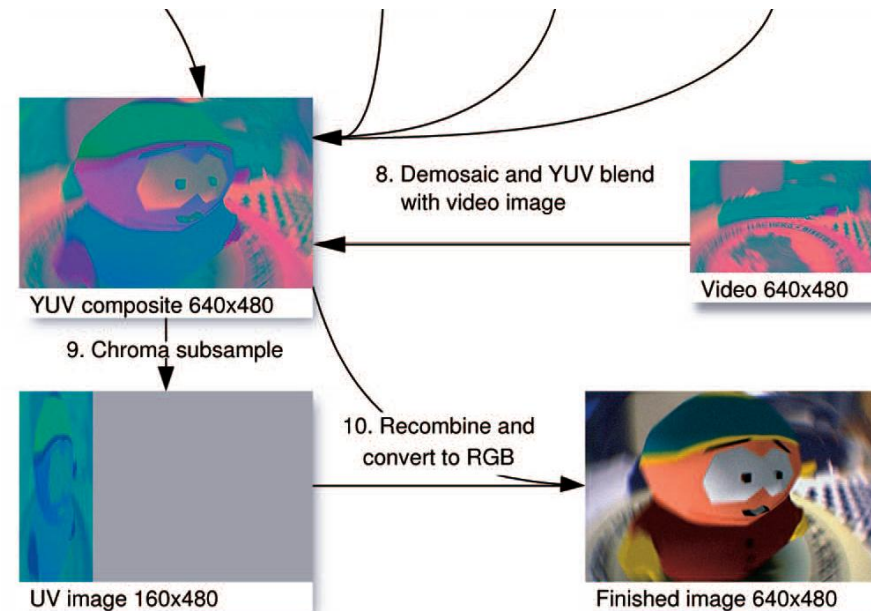 8. Demosaic and YUV blend
with video image
YUV composite 640x480
Video 640x480
9. Chroma subsample
10. Recombine and
convert to RGB
UV image 160x480
Finished image 640x480